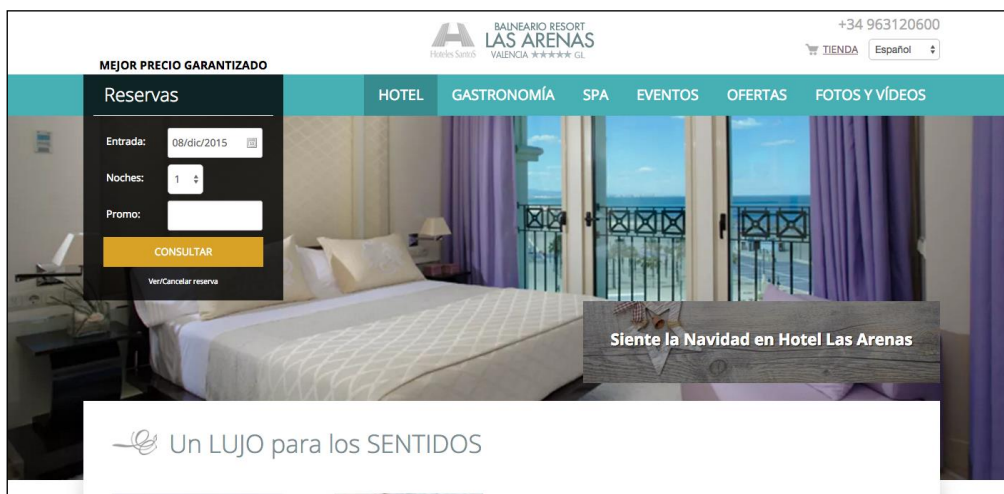 +34 963120600
BALNEARIO RESORT
LAS ARENAS
Hoteles Santos
VALENCIA ★★★★★ GL
TIENDA
Español
MEJOR PRECIO GARANTIZADO
Reservas
HOTEL GASTRONOMÍA SPA EVENTOS OFERTAS FOTOS Y VÍDEOS
Entrada: 08/dic/2015
Noches: 1
Promo:
CONSULTAR
Ver/Cancelar reserva
Siente la Navidad en Hotel Las Arenas
Un LUJO para los SENTIDOS